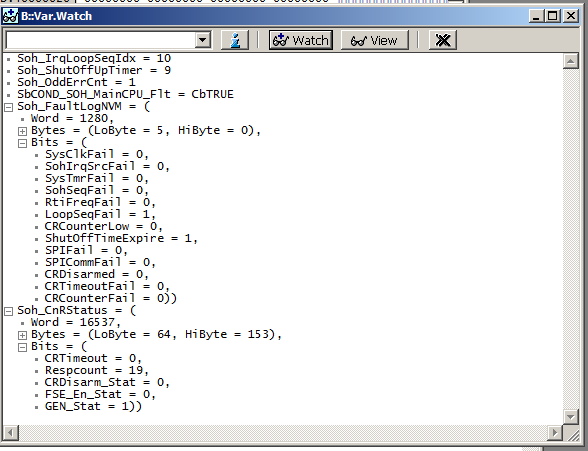 B::Var.Watch
Watch
View
Soh_IrqLoopSeqIdx = 10
Soh_ShutOffUpTimer = 9
Soh_OddErrCnt = 1
SbCOND_SOH_MainCPU_Flt = CbTRUE
Soh_FaultLogNVM = (
Word = 1280,
Bytes = (LoByte = 5, HiByte = 0),
Bits = (
SysClkFail = 0,
SohIrqSrcFail = 0,
SysTmrFail = 0,
SohSeqFail = 0,
RtiFreqFail = 0,
LoopSeqFail = 1,
CRCounterLow = 0,
ShutOffTimeExpire = 1,
SPIFail = 0,
SPICommFail = 0,
CRDisarmed = 0,
CRTimeoutFail = 0,
CRCounterFail = 0))
Soh_CnRStatus = (
Word = 16537,
Bytes = (LoByte = 64, HiByte = 153),
Bits = (
CRTimeout = 0,
Respcount = 19,
CRDisarm_Stat = 0,
FSE_En_Stat = 0,
GEN_Stat = 1))